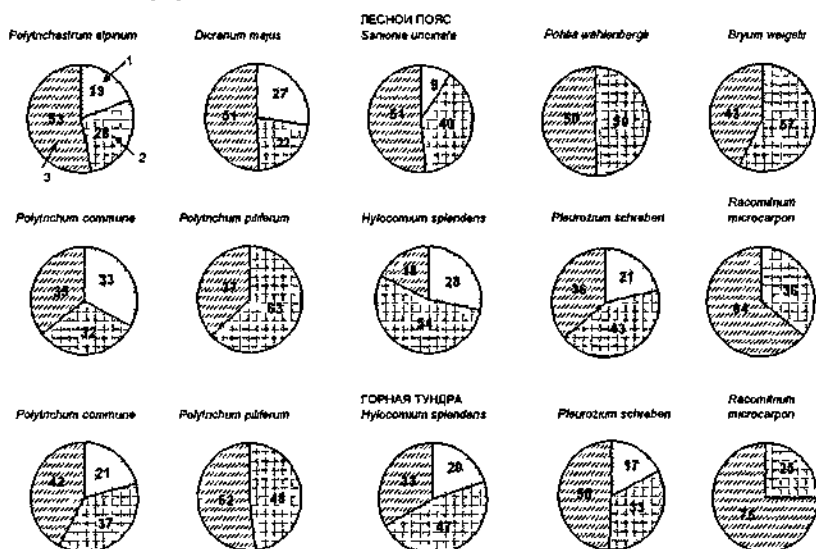 ЛЕСНОЙ ПОЯС
Polytrichastrum alpinum Dicranum majus Sanionia uncinata Pohlia wahlenbergii Bryum weigelii
1
19 27 9
53 51 51 40 50 50 43 57
28 22
3 2
Polytrichum commune Polytrichum piliferum Hylocomium splendens Pleurozium schreberi Racomitrium microcarpon
35 33 37 63 18 28 36 21 36
32 54 43 64
ГОРНАЯ ТУНДРА
Polytrichum commune Polytrichum piliferum Hylocomium splendens Pleurozium schreberi Racomitrium microcarpon
42 21 52 48 33 20 50 17 25
37 47 33 75